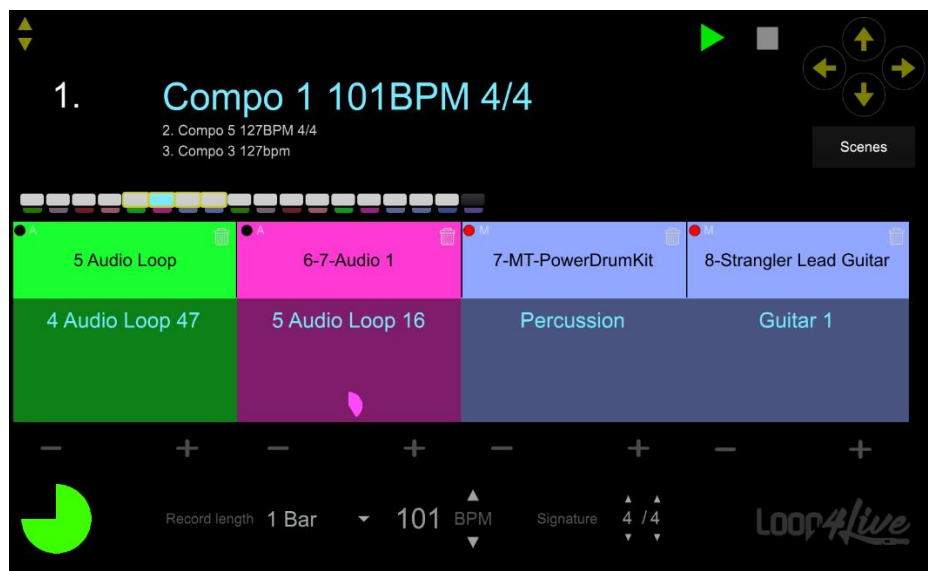 1.
Compo 1 101BPM 4/4
2. Compo 5 127BPM 4/4
3. Compo 3 127bpm
Scenes
A
5 Audio Loop
A
6-7-Audio 1
M
7-MT-PowerDrumKit
M
8-Strangler Lead Guitar
4 Audio Loop 47
5 Audio Loop 16
Percussion
Guitar 1
Record length 1 Bar
101 BPM
Signature 4 / 4
Loop4live